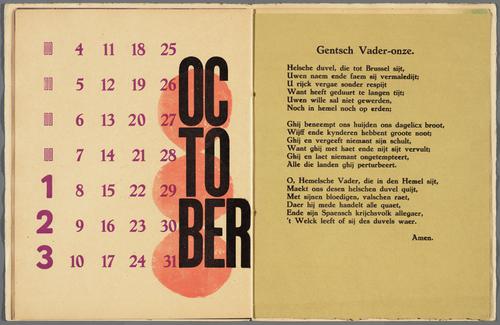 4 11 18 25
5 12 19 26
6 13 20 27
7 14 21 28
1 8 15 22 29
2 9 16 23 30
3 10 17 24 31
OC
TO
BER
Gentsch Vader-onze.
Helsche duvel, die tot Brussel sijt,
Uwen naem ende faem sij vermaledijt;
U rijck vergae sonder respijt
Want heeft geduurt te langen tijt;
Uwen wille sal niet gewerden,
Noch in hemel noch op erden;
Ghij beneempt ons huijden ons dagelicx broot,
Wijff ende kynderen hebbent groote noot;
Ghij en vergeeft niemant sijn schult,
Want ghij met haet ende nijt sijt vervult;
Ghij en laet niemant ongetempteert,
Alle die landen ghij perturbeert.
O, Hemelsche Vader, die in den Hemel sijt,
Maekt ons desen helschen duvel quijt,
Met sijnen bloedigen, valschen raet,
Daer hij mede handelt alle quaet,
Ende sijn Spaensch krijchsvolk allegaer,
't Welck leeft of sij des duvels waer.
Amen.